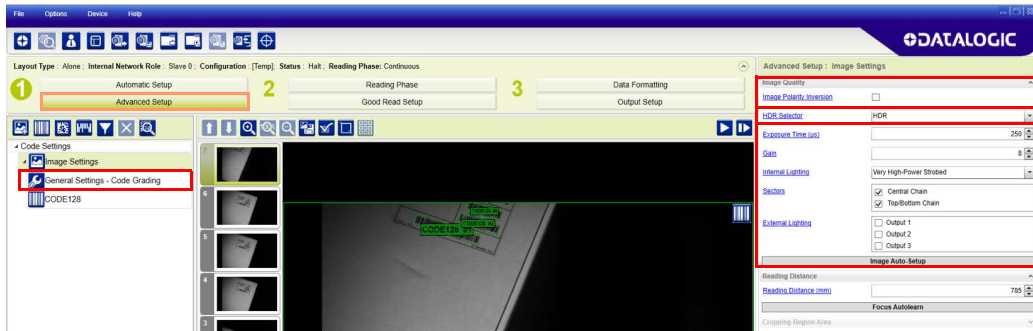 File Options Device Help
DATALOGIC
Layout Type : Alone ; Internal Network Role : Slave 0 ; Configuration : [Temp]; Status : Halt ; Reading Phase: Continuous
1
Automatic Setup
Advanced Setup
2
Reading Phase
Good Read Setup
3
Data Formatting
Output Setup
Code Settings
Image Settings
General Settings - Code Grading
CODE128
7
6
5
4
3
CODE128 #1
Advanced Setup : Image Settings
Image Quality
Image Polarity Inversion
HDR Selector HDR
Exposure Time (us) 250
Gain 8
Internal Lighting Very High-Power Strobed
Sectors Central Chain
Top/Bottom Chain
External Lighting Output 1
Output 2
Output 3
Image Auto-Setup
Reading Distance
Reading Distance (mm) 785
Focus Autolearn
Cropping Region Area